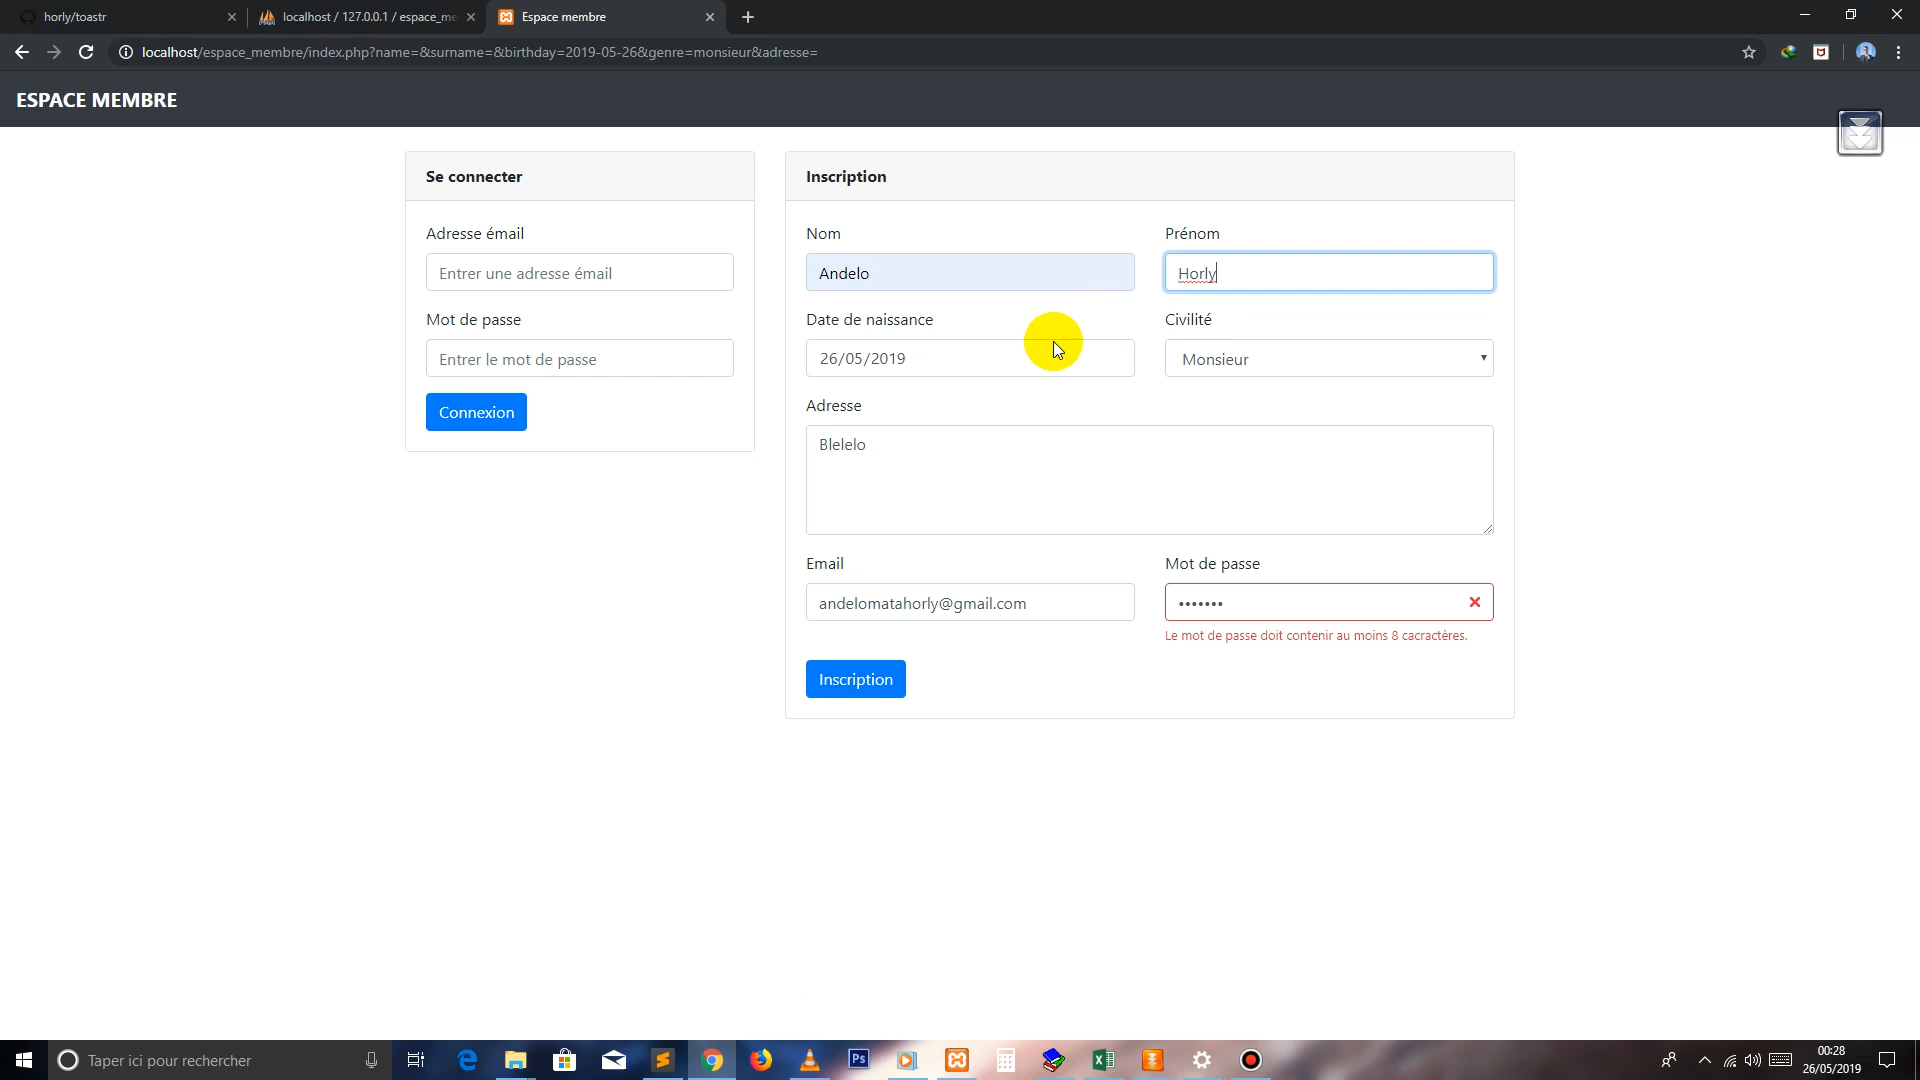 horly/toastr
localhost / 127.0.0.1 / espace_me
Espace membre
localhost/espace_membre/index.php?name=&surname=&birthday=2019-05-26&genre=monsieur&adresse=
ESPACE MEMBRE
Se connecter
Adresse émail
Entrer une adresse émail
Mot de passe
Entrer le mot de passe
Connexion
Inscription
Nom
Prénom
Andelo
Horly
Date de naissance
Civilité
26/05/2019
Monsieur
Adresse
Blelelo
Email
Mot de passe
andelomatahorly@gmail.com
•••••••
Le mot de passe doit contenir au moins 8 cacractères.
Inscription
Taper ici pour rechercher
Ps
00:28
26/05/2019